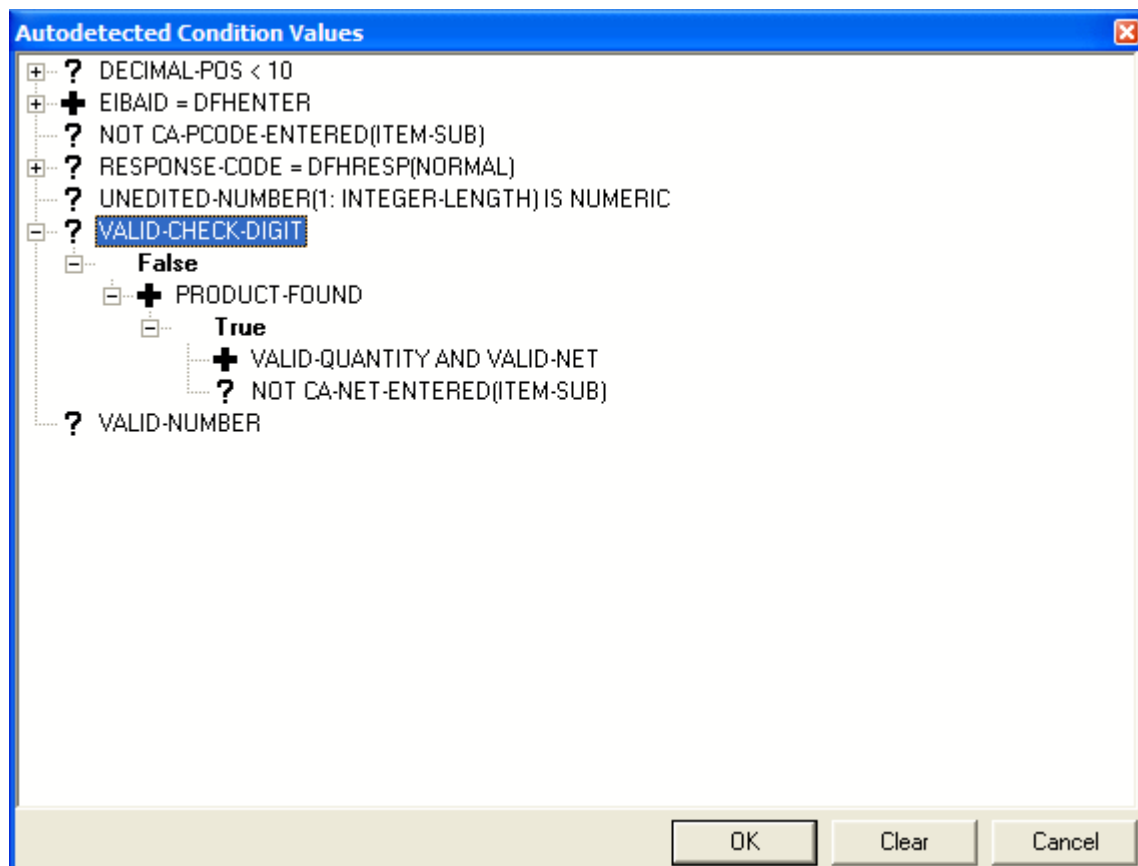 Autodetected Condition Values
? DECIMAL-POS < 10
EIBAID = DFHENTER
? NOT CA-PCODE-ENTERED(ITEM-SUB)
? RESPONSE-CODE = DFHRESP(NORMAL)
? UNEDITED-NUMBER(1: INTEGER-LENGTH) IS NUMERIC
? VALID-CHECK-DIGIT
False
PRODUCT-FOUND
True
VALID-QUANTITY AND VALID-NET
? NOT CA-NET-ENTERED(ITEM-SUB)
? VALID-NUMBER
OK Clear Cancel